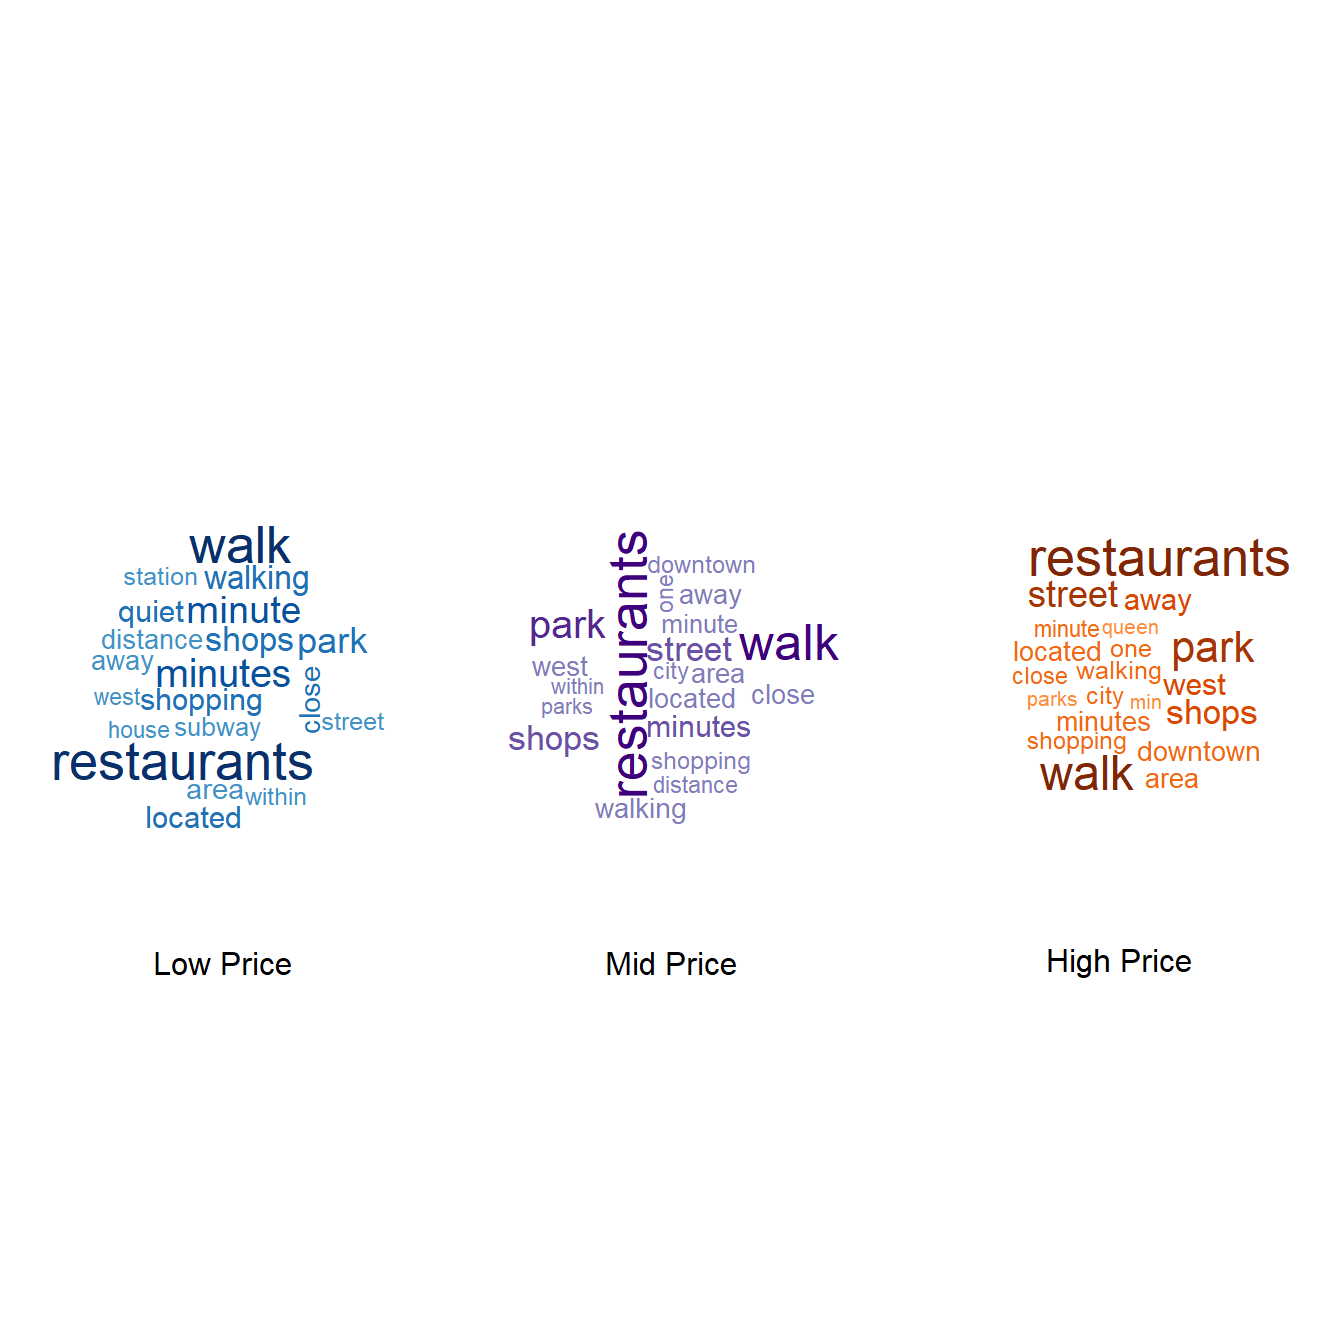 walk
station walking
quiet minute
distance shops park
away minutes
close
west shopping
house subway street
restaurants
area within
located
Low Price
restaurants
downtown
one away
park minute
street walk
west city area
within located close
parks
shops minutes
shopping
distance
walking
Mid Price
restaurants
street away
minute queen
located one park
close walking west
parks city min
minutes shops
shopping downtown
walk area
High Price